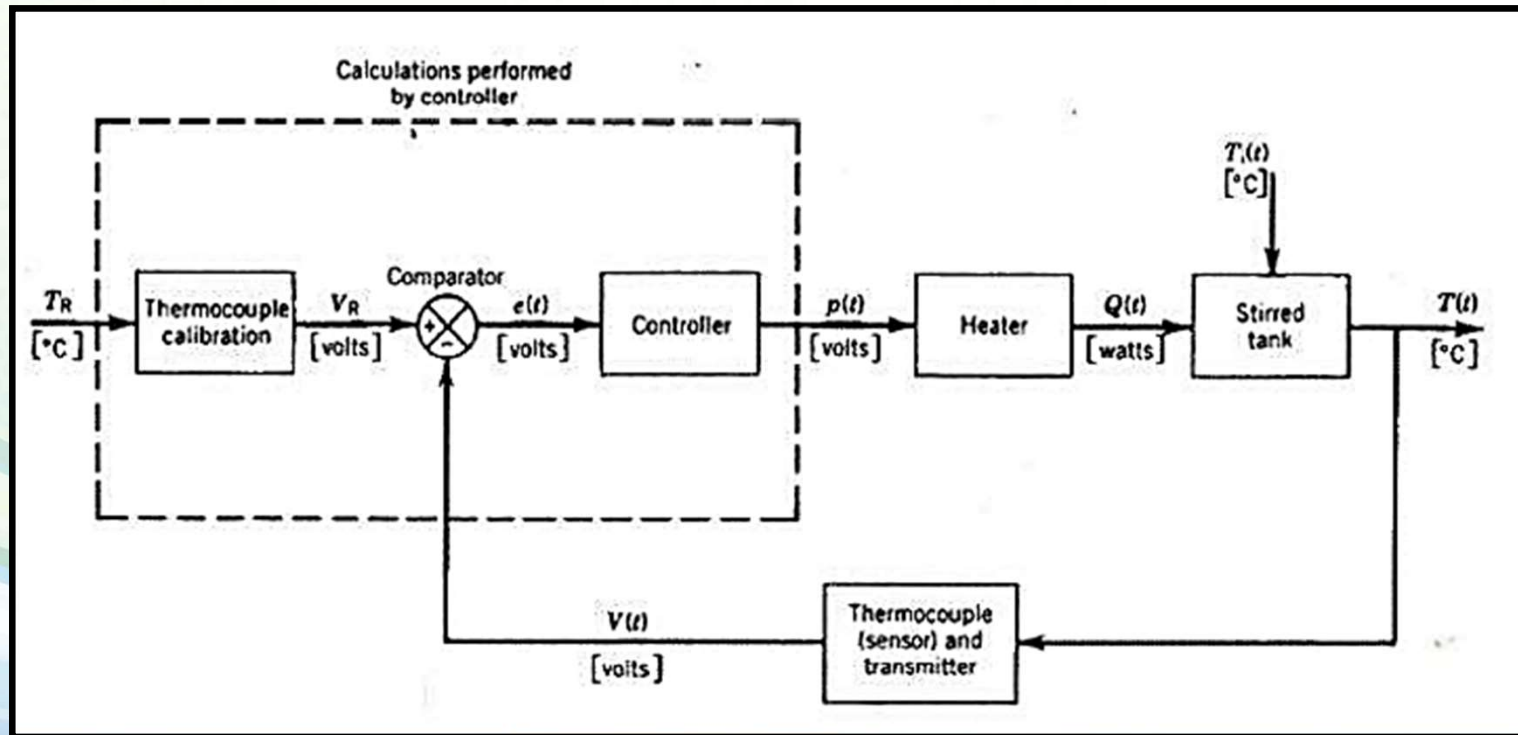 Calculations performed
by controller
T_i(t)
[°C]
T_R
[°C]
Thermocouple
calibration
V_R
[volts]
Comparator
+
-
e(t)
[volts]
Controller
p(t)
[volts]
Heater
Q(t)
[watts]
Stirred
tank
T(t)
[°C]
V(t)
[volts]
Thermocouple
(sensor) and
transmitter